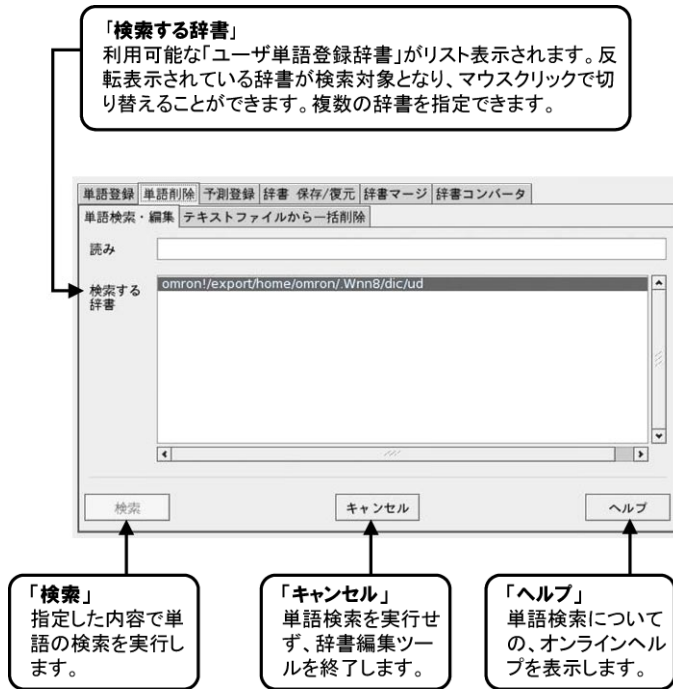 「検索する辞書」
利用可能な「ユーザ単語登録辞書」がリスト表示されます。反
転表示されている辞書が検索対象となり、マウスクリックで切
り替えることができます。複数の辞書を指定できます。
単語登録 単語削除 予測登録 辞書 保存/復元 辞書マージ 辞書コンバータ
単語検索・編集 テキストファイルから一括削除
読み
検索する
辞書
omron!/export/home/omron/.Wnn8/dic/ud
検索 キャンセル ヘルプ
「検索」
指定した内容で単
語の検索を実行し
ます。
「キャンセル」
単語検索を実行せ
ず、辞書編集ツー
ルを終了します。
「ヘルプ」
単語検索について
の、オンラインヘル
プを表示します。